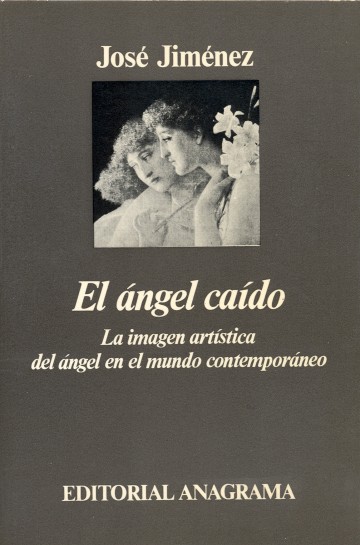 José Jiménez
El ángel caído
La imagen artística
del ángel en el mundo contemporáneo
EDITORIAL ANAGRAMA